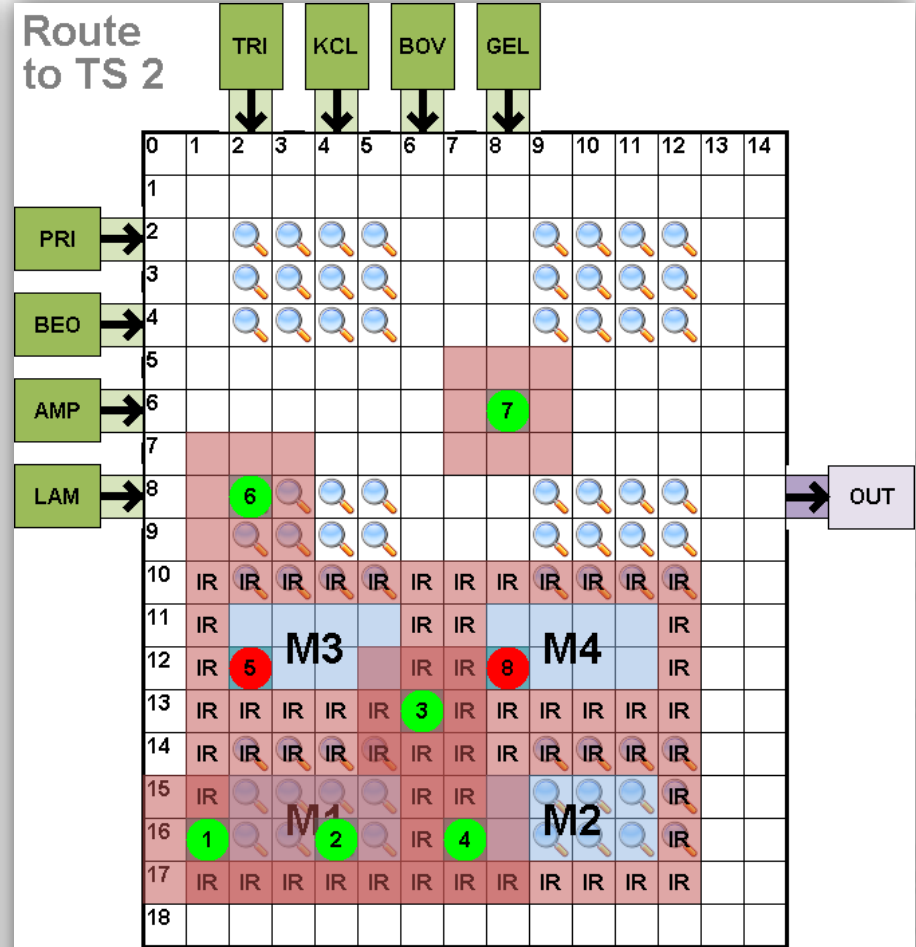 Route
to TS 2
TRI KCL BOV GEL
0 1 2 3 4 5 6 7 8 9 10 11 12 13 14
1
PRI 2
3
BEO 4
5
AMP 6 7
7
LAM 8 6 OUT
9
10 IR IR IR IR IR IR IR IR IR IR IR IR
11 IR IR IR IR
M3 M4
12 IR 5 IR IR 8 IR
13 IR IR IR IR IR 3 IR IR IR IR IR IR
14 IR IR IR IR IR IR IR IR IR IR IR IR
15 IR IR IR IR
M1 M2
16 1 2 IR 4 IR
17 IR IR IR IR IR IR IR IR IR IR IR IR
18